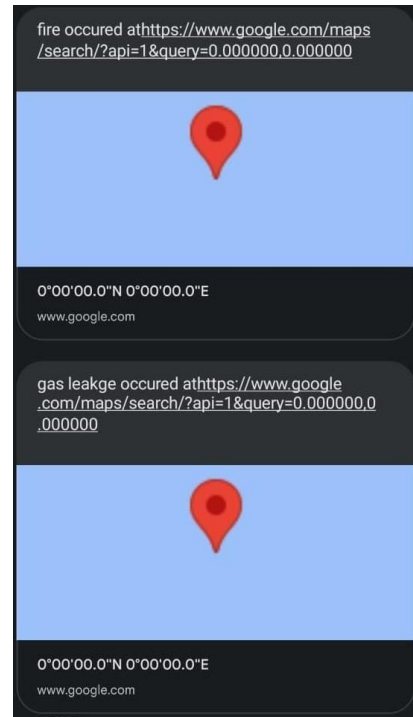 fire occured athttps://www.google.com/maps
/search/?api=1&query=0.000000,0.000000
0°00'00.0"N 0°00'00.0"E
www.google.com
gas leakge occured athttps://www.google
.com/maps/search/?api=1&query=0.000000,0
.000000
0°00'00.0"N 0°00'00.0"E
www.google.com